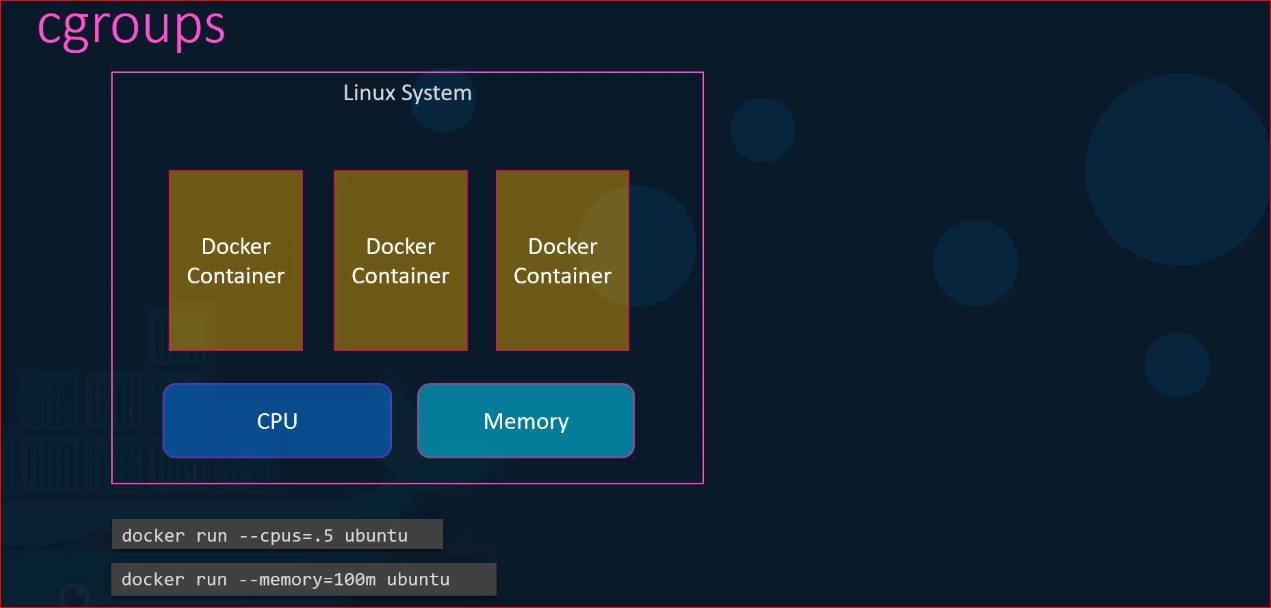 cgroups
Linux System
Docker
Container
Docker
Container
Docker
Container
CPU
Memory
docker run --cpus=.5 ubuntu
docker run --memory=100m ubuntu